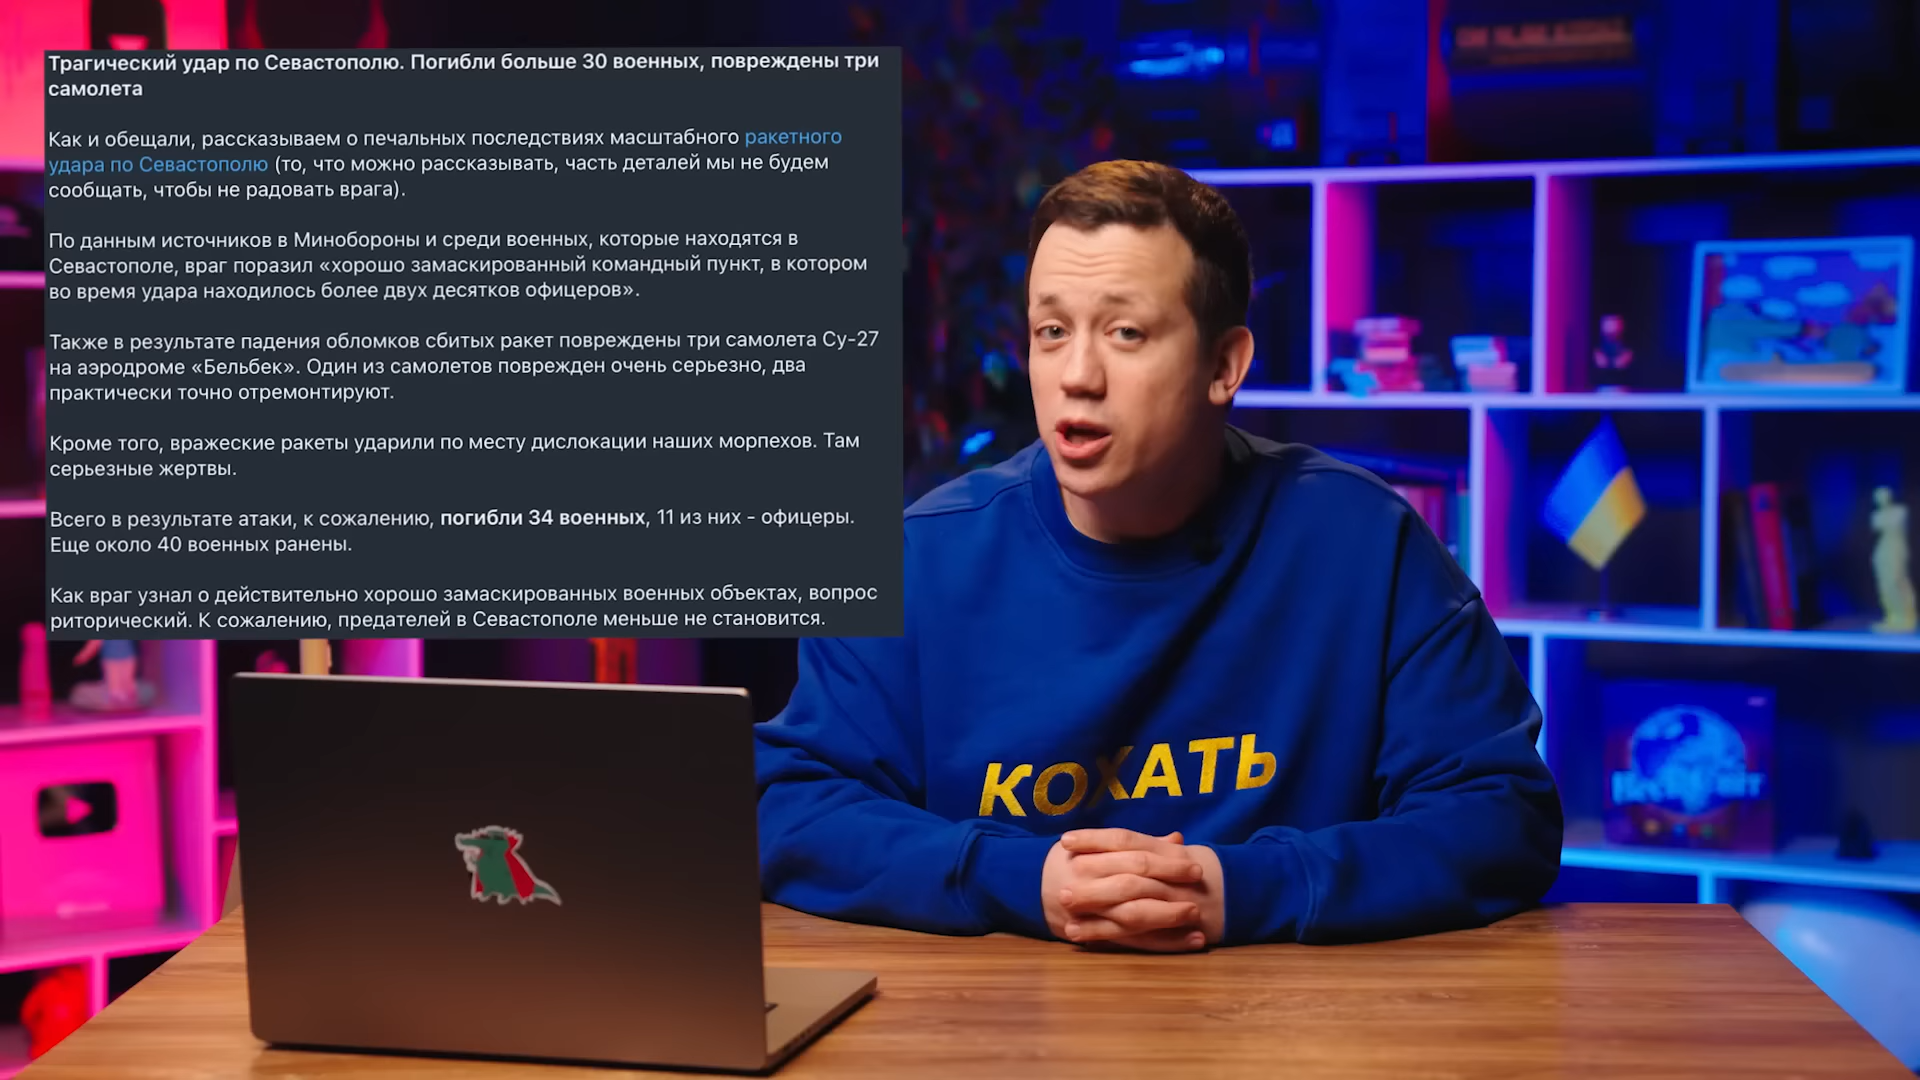 Трагический удар по Севастополю. Погибли больше 30 военных, повреждены три
самолета
Как и обещали, рассказываем о печальных последствиях масштабного ракетного
удара по Севастополю (то, что можно рассказывать, часть деталей мы не будем
сообщать, чтобы не радовать врага).
По данным источников в Минобороны и среди военных, которые находятся в
Севастополе, враг поразил «хорошо замаскированный командный пункт, в котором
во время удара находилось более двух десятков офицеров».
Также в результате падения обломков сбитых ракет повреждены три самолета Су-27
на аэродроме «Бельбек». Один из самолетов поврежден очень серьезно, два
практически точно отремонтируют.
Кроме того, вражеские ракеты ударили по месту дислокации наших морпехов. Там
серьезные жертвы.
Всего в результате атаки, к сожалению, погибли 34 военных, 11 из них - офицеры.
Еще около 40 военных ранены.
Как враг узнал о действительно хорошо замаскированных военных объектах, вопрос
риторический. К сожалению, предателей в Севастополе меньше не становится.
КОХАТЬ